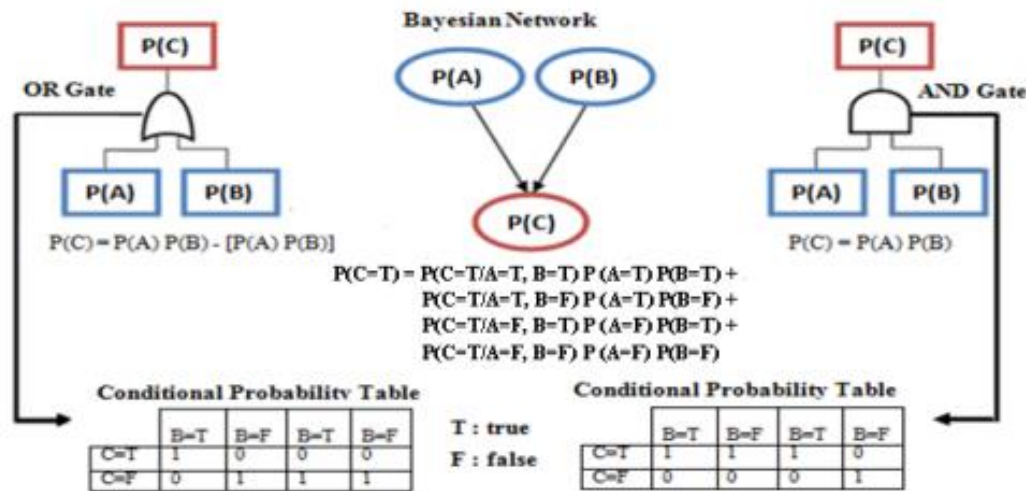 Bayesian Network
P(C)
P(A)
P(B)
P(C)
OR Gate
AND Gate
P(A)
P(B)
P(C)
P(A)
P(B)
P(C) = P(A) P(B) - [P(A) P(B)]
P(C) = P(A) P(B)
P(C=T) = P(C=T/A=T, B=T) P (A=T) P(B=T) +
P(C=T/A=T, B=F) P (A=T) P(B=F) +
P(C=T/A=F, B=T) P (A=F) P(B=T) +
P(C=T/A=F, B=F) P (A=F) P(B=F)
Conditional Probability Table
B=T B=F B=T B=F
C=T 1 0 0 0
C=F 0 1 1 1
T : true
F : false
Conditional Probability Table
B=T B=F B=T B=F
C=T 1 1 1 0
C=F 0 0 0 1